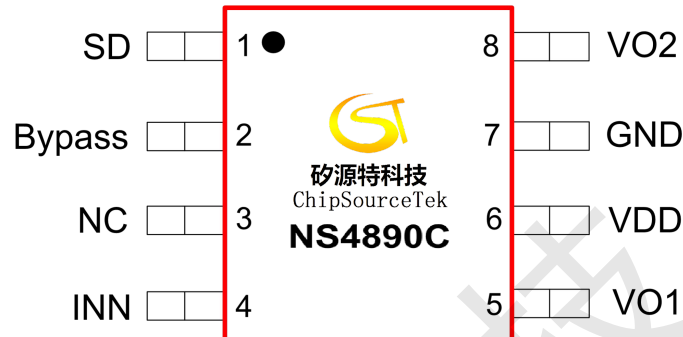 SD 1 8 VO2
Bypass 2 7 GND
矽源特科技
ChipSourceTek
NC 3 6 VDD
NS4890C
INN 4 5 VO1